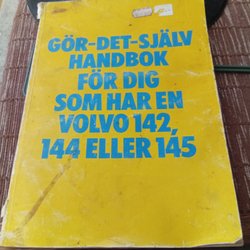 GÖR-DET-SJÄLV
HANDBOK
FÖR DIG
SOM HAR EN
VOLVO 142,
144 ELLER 145